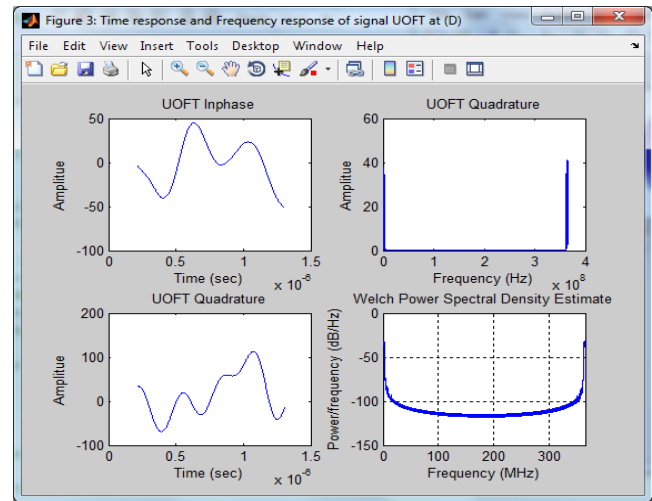 Figure 3: Time response and Frequency response of signal UOFT at (D)
File Edit View Insert Tools Desktop Window Help
UOFT Inphase
Amplitue
50
0
-50
-100
0 0.5 1 1.5
Time (sec)
x 10^-6
UOFT Quadrature
Amplitue
60
40
20
0
0 1 2 3 4
Frequency (Hz)
x 10^8
UOFT Quadrature
Amplitue
200
100
0
-100
0 0.5 1 1.5
Time (sec)
x 10^-6
Welch Power Spectral Density Estimate
Power/frequency (dB/Hz)
0
-50
-100
-150
0 100 200 300
Frequency (MHz)